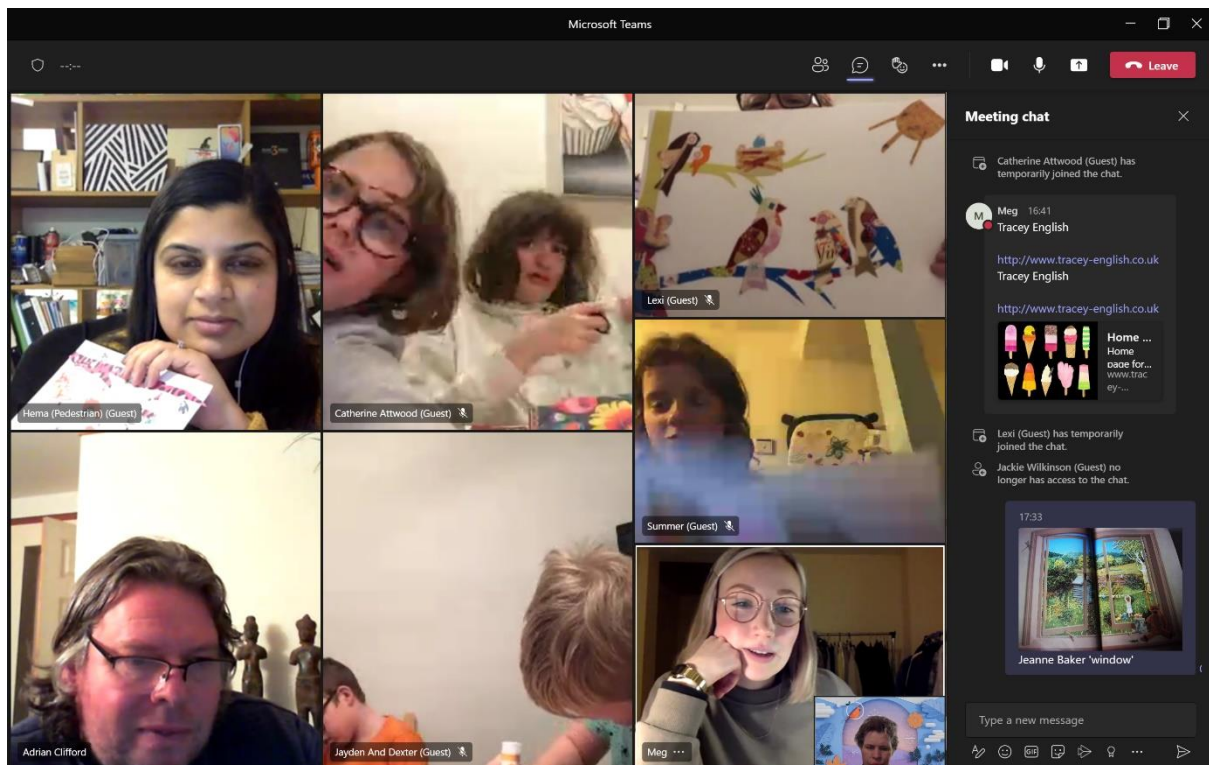 Microsoft Teams
--:--
Leave
Hema (Pedestrian) (Guest)
Catherine Attwood (Guest)
Lexi (Guest)
Summer (Guest)
Adrian Clifford
Jayden And Dexter (Guest)
Meg
Meeting chat
Catherine Attwood (Guest) has
temporarily joined the chat.
M
Meg 16:41
Tracey English
http://www.tracey-english.co.uk
Tracey English
http://www.tracey-english.co.uk
Home ...
Home
page for...
www.trac
ey-...
Lexi (Guest) has temporarily
joined the chat.
Jackie Wilkinson (Guest) no
longer has access to the chat.
17:33
Jeanne Baker 'window'
Type a new message
GIF